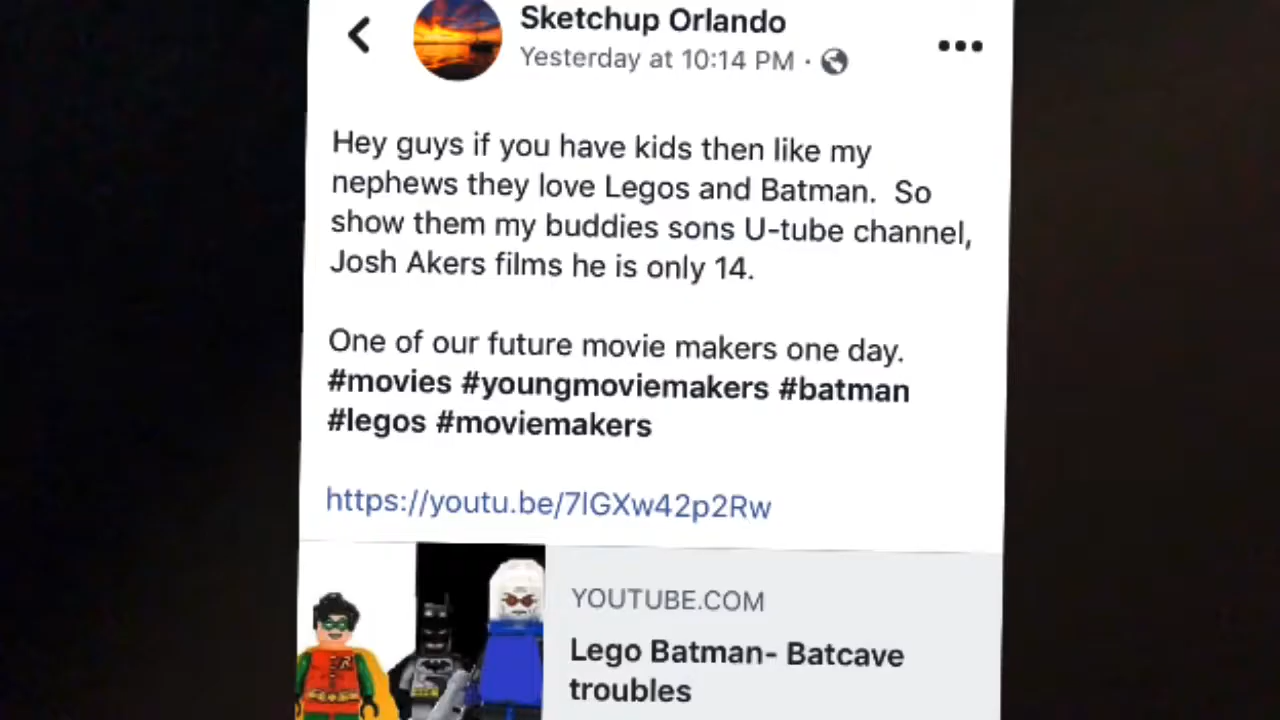 Sketchup Orlando
Yesterday at 10:14 PM ·
Hey guys if you have kids then like my
nephews they love Legos and Batman.  So
show them my buddies sons U-tube channel,
Josh Akers films he is only 14.
One of our future movie makers one day.
#movies #youngmoviemakers #batman
#legos #moviemakers
https://youtu.be/7lGXw42p2Rw
YOUTUBE.COM
Lego Batman- Batcave
troubles